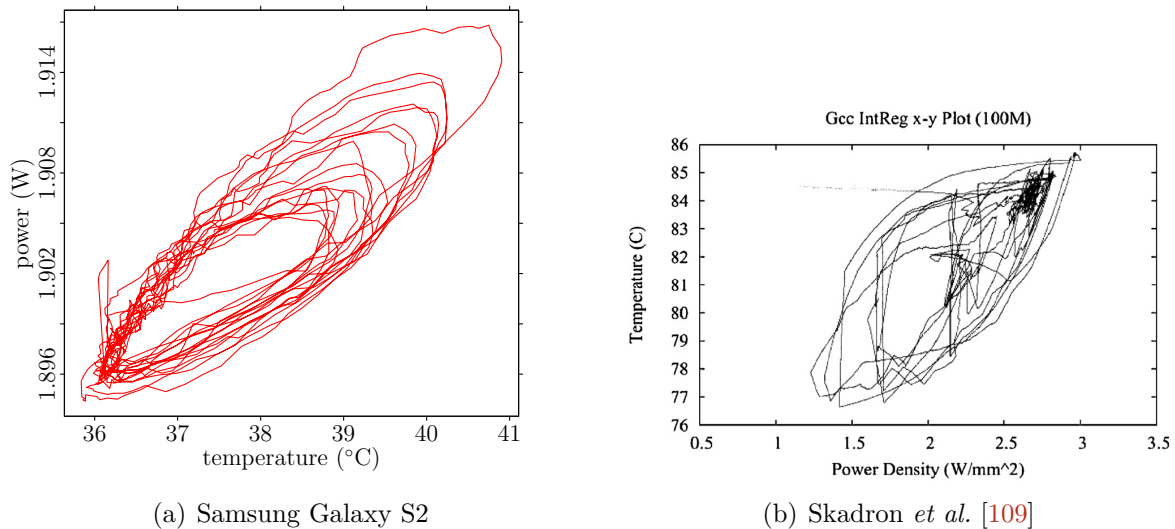 1.914
1.908
1.902
1.896
power (W)
36 37 38 39 40 41
temperature (°C)
(a) Samsung Galaxy S2
Gcc IntReg x-y Plot (100M)
86
85
84
83
82
81
80
79
78
77
76
Temperature (C)
0.5 1 1.5 2 2.5 3 3.5
Power Density (W/mm^2)
(b) Skadron et al. [109]